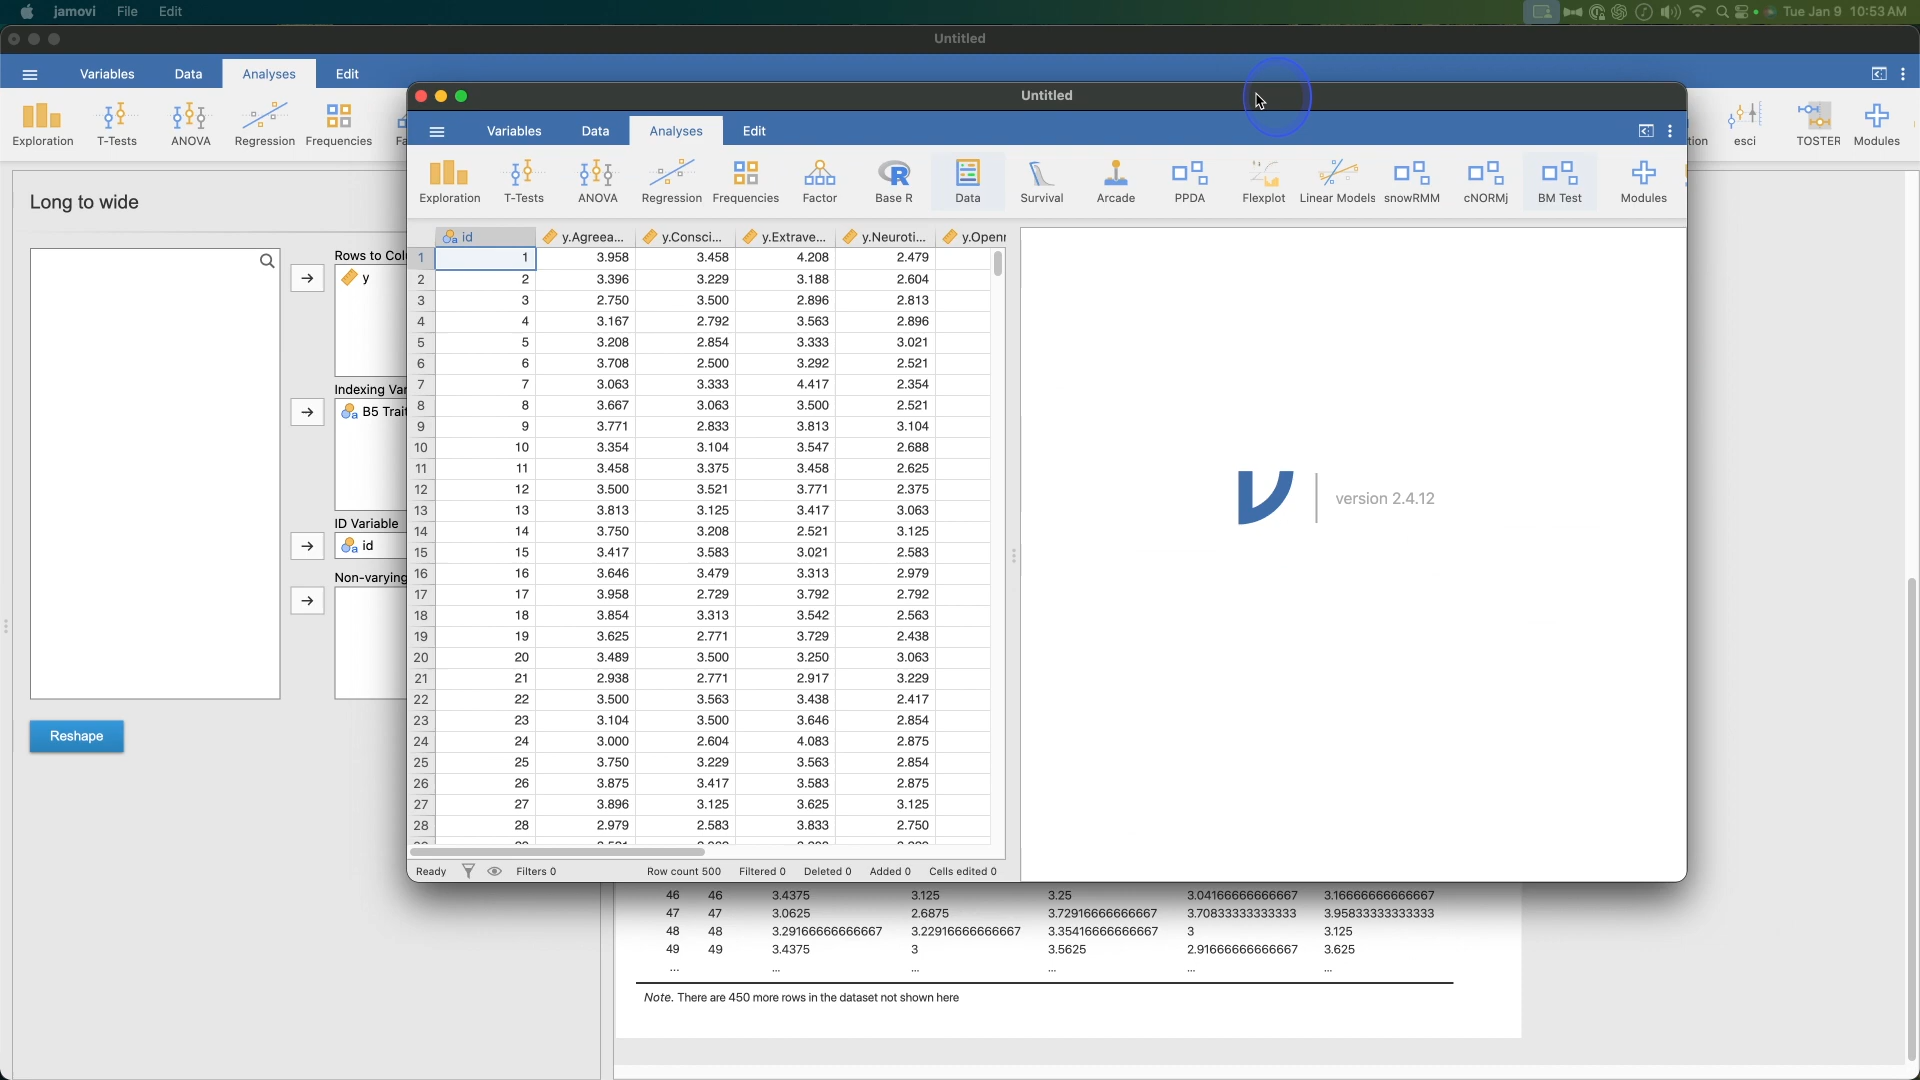 jamovi File Edit
Tue Jan 9 10:53 AM
Untitled
Variables Data Analyses Edit
Exploration T-Tests ANOVA Regression Frequencies
esci TOSTER Modules
Long to wide
y
Indexing
B5
ID Variable
id
Non-varying
Reshape
Untitled
Variables Data Analyses Edit
Exploration T-Tests ANOVA Regression Frequencies Factor Base R Data Survival Arcade PPDA Flexplot Linear Models snowRMM cNORMj BM Test Modules
id y.Agreea... y.Consci... y.Extrave... y.Neuroti...
1 1 3.958 3.458 4.208 2.479
2 2 3.396 3.229 3.188 2.604
3 3 2.750 3.500 2.896 2.813
4 4 3.167 2.792 3.563 2.896
5 5 3.208 2.854 3.333 3.021
6 6 3.708 2.500 3.292 2.521
7 7 3.063 3.333 4.417 2.354
8 8 3.667 3.063 3.500 2.521
9 9 3.771 2.833 3.813 3.104
10 10 3.354 3.104 3.547 2.688
11 11 3.458 3.375 3.458 2.625
12 12 3.500 3.521 3.771 2.375
13 13 3.813 3.125 3.417 3.063
14 14 3.750 3.208 2.521 3.125
15 15 3.417 3.583 3.021 2.583
16 16 3.646 3.479 3.313 2.979
17 17 3.958 2.729 3.792 2.792
18 18 3.854 3.313 3.542 2.563
19 19 3.625 2.771 3.729 2.438
20 20 3.489 3.500 3.250 3.063
21 21 2.938 2.771 2.917 3.229
22 22 3.500 3.563 3.438 2.417
23 23 3.104 3.500 3.646 2.854
24 24 3.000 2.604 4.083 2.875
25 25 3.750 3.229 3.563 2.854
26 26 3.875 3.417 3.583 2.875
27 27 3.896 3.125 3.625 3.125
28 28 2.979 2.583 3.833 2.750
version 2.4.12
Ready Filters 0 Row count 500 Filtered 0 Deleted 0 Added 0 Cells edited 0
46 46 3.4375 3.125 3.25 3.04166666666667 3.16666666666667
47 47 3.0625 2.6875 3.72916666666667 3.70833333333333 3.95833333333333
48 48 3.29166666666667 3.22916666666667 3.35416666666667 3 3.125
49 49 3.4375 3 3.5625 2.91666666666667 3.625
... ... ... ... ... ...
Note. There are 450 more rows in the dataset not shown here